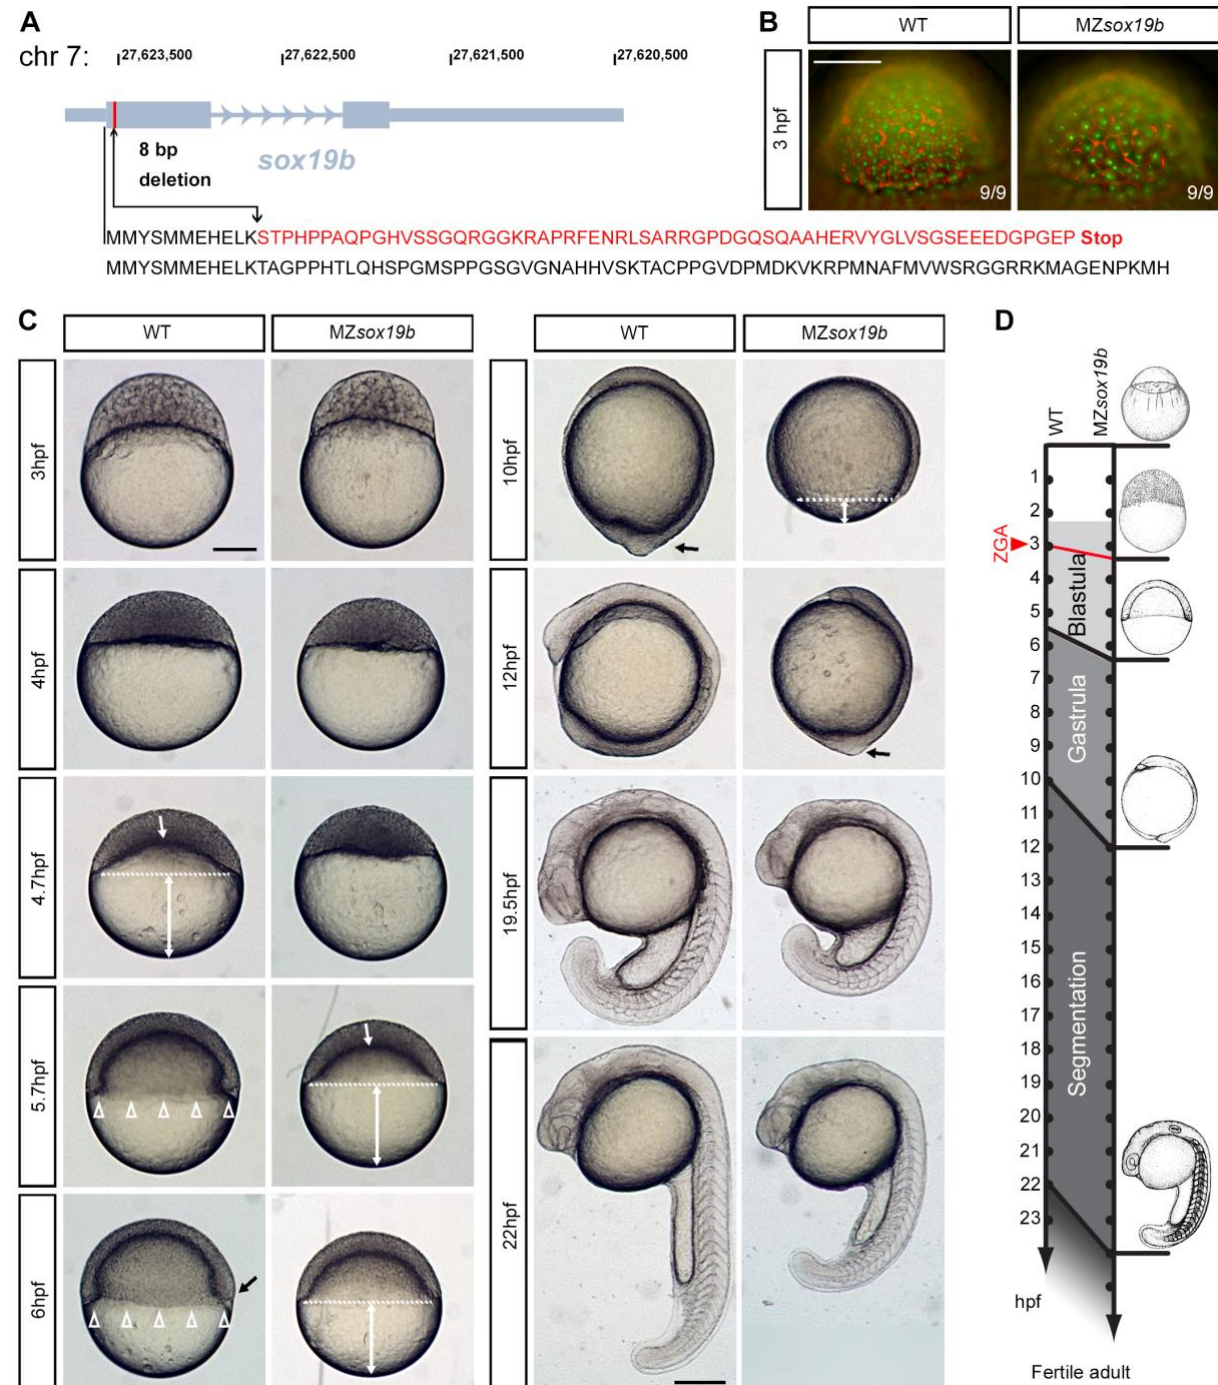 A
chr 7:
27,623,500 27,622,500 27,621,500 27,620,500
8 bp
deletion
sox19b
MMYSMMEHELKSTPHPPAQPGHVSSGQRGGKRAPRFENRLSARRGPDGQSQAAHERVYGLVSGSEEEDGPGEP Stop
MMYSMMEHELKTAGPPHTLQHSPGMSPPGSGVGNAHHVSKTACPPGVDPMDKVKRPMNAFMVWSRGGRRKMAGENPKMH
B
WT MZsox19b
3 hpf
9/9 9/9
C
WT MZsox19b
3hpf
4hpf
4.7hpf
5.7hpf
6hpf
WT MZsox19b
10hpf
12hpf
19.5hpf
22hpf
D
WT MZsox19b
ZGA
1
2
3
4
5
6
7
8
9
10
11
12
13
14
15
16
17
18
19
20
21
22
23
Blastula
Gastrula
Segmentation
hpf
Fertile adult